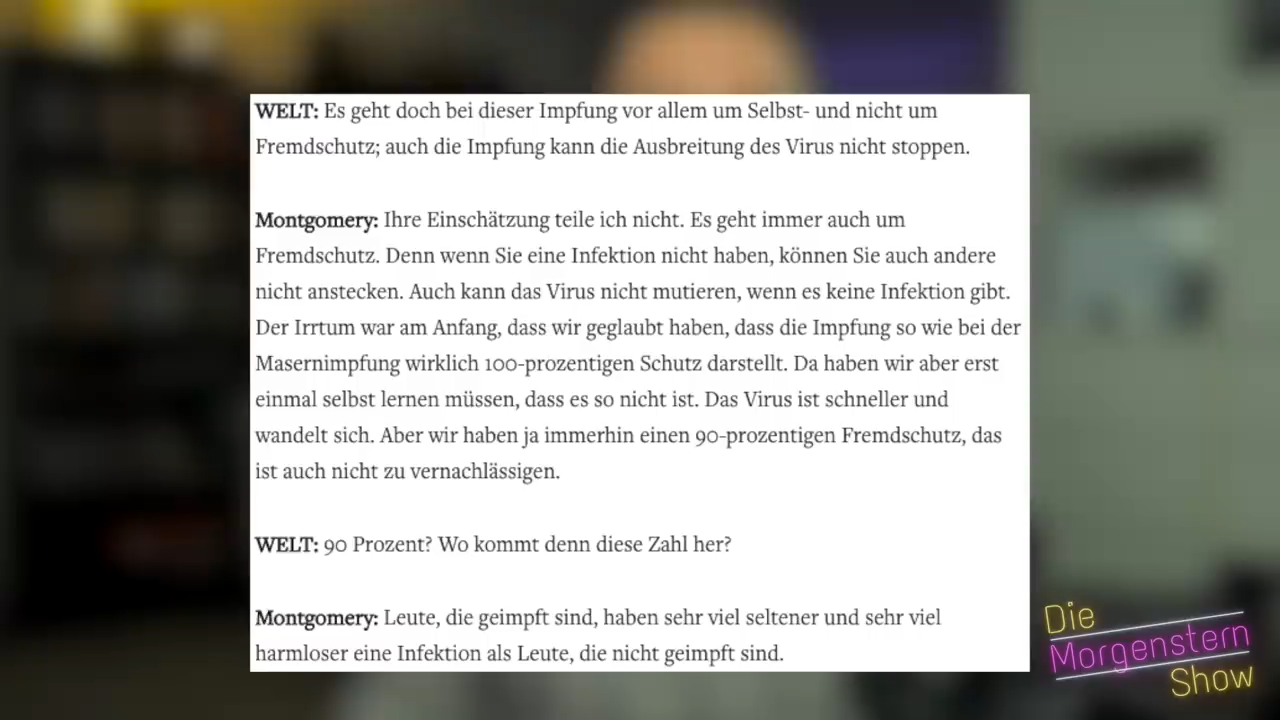 WELT: Es geht doch bei dieser Impfung vor allem um Selbst- und nicht um
Fremdschutz; auch die Impfung kann die Ausbreitung des Virus nicht stoppen.
Montgomery: Ihre Einschätzung teile ich nicht. Es geht immer auch um
Fremdschutz. Denn wenn Sie eine Infektion nicht haben, können Sie auch andere
nicht anstecken. Auch kann das Virus nicht mutieren, wenn es keine Infektion gibt.
Der Irrtum war am Anfang, dass wir geglaubt haben, dass die Impfung so wie bei der
Masernimpfung wirklich 100-prozentigen Schutz darstellt. Da haben wir aber erst
einmal selbst lernen müssen, dass es so nicht ist. Das Virus ist schneller und
wandelt sich. Aber wir haben ja immerhin einen 90-prozentigen Fremdschutz, das
ist auch nicht zu vernachlässigen.
WELT: 90 Prozent? Wo kommt denn diese Zahl her?
Montgomery: Leute, die geimpft sind, haben sehr viel seltener und sehr viel
harmloser eine Infektion als Leute, die nicht geimpft sind.
Die
Morgenstern
Show